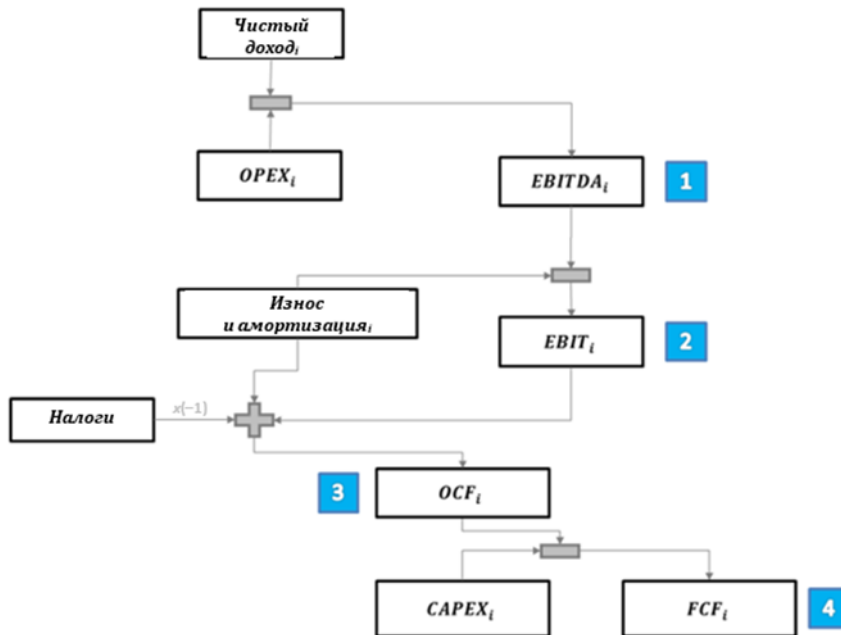 Чистый
доходᵢ
OPEXᵢ
EBITDAᵢ
1
Износ
и амортизацияᵢ
EBITᵢ
2
Налоги
x(−1)
3
OCFᵢ
CAPEXᵢ
FCFᵢ
4